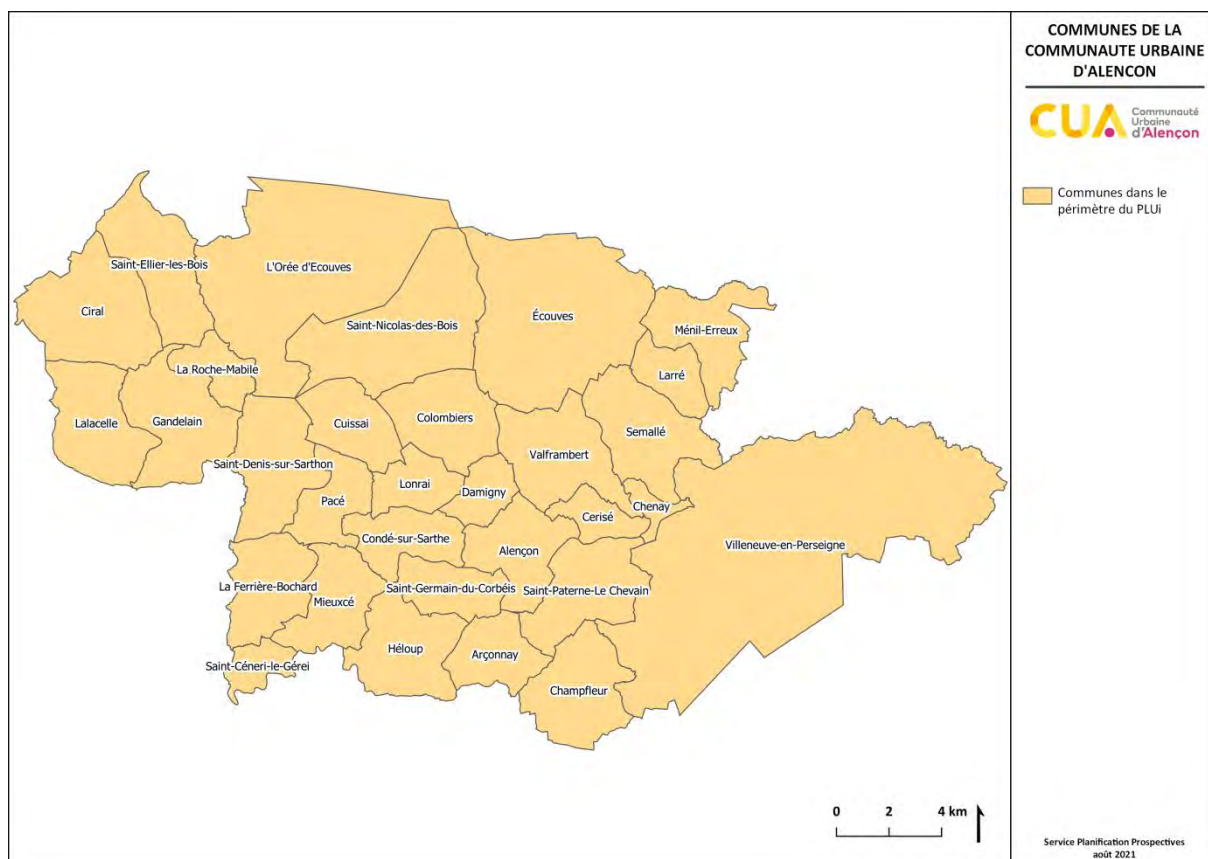 COMMUNES DE LA
COMMUNAUTE URBAINE
D'ALENCON
CUA Communauté
Urbaine
d'Alençon
Communes dans le
périmètre du PLUi
Saint-Ellier-les-Bois
L'Orée d'Ecouves
Ciral
Saint-Nicolas-des-Bois
Écouves
Ménil-Erreux
La Roche-Mabile
Larré
Lalacelle
Gandelain
Cuissai
Colombiers
Semallé
Saint-Denis-sur-Sarthon
Valframbert
Pacé
Lonrai
Damigny
Chenay
Cerisé
Condé-sur-Sarthe
Alençon
Villeneuve-en-Perseigne
La Ferrière-Bochard
Saint-Germain-du-Corbéis
Saint-Paterne-Le Chevain
Mieuxcé
Héloup
Arçonnay
Saint-Céneri-le-Gérei
Champfleur
0 2 4 km
Service Planification Prospectives
août 2021